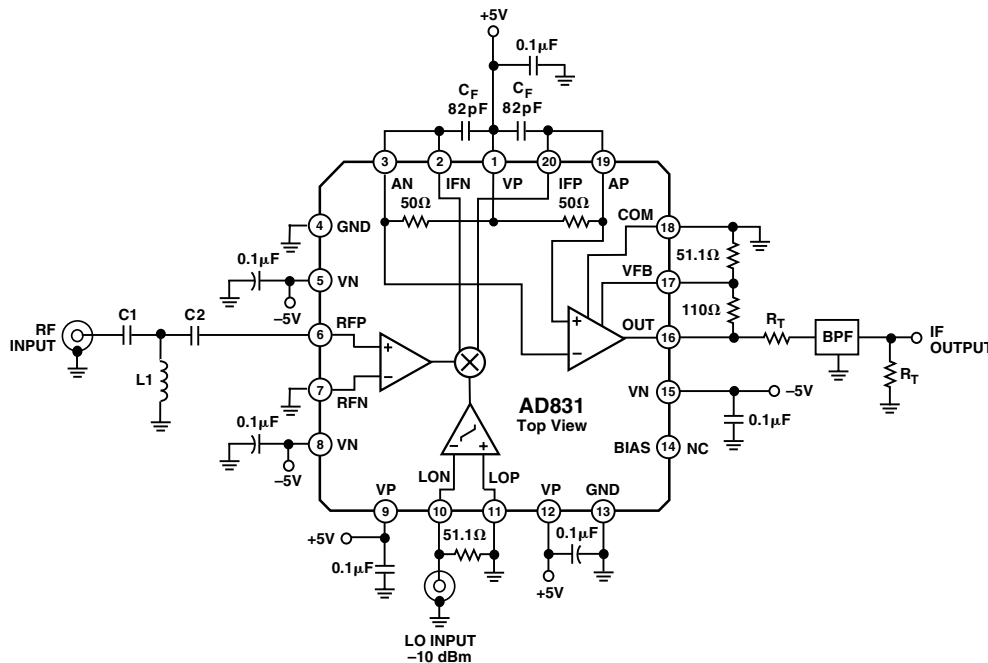 +5V
0.1µF
CF
82pF
CF
82pF
3
2
1
20
19
AN
IFN
VP
IFP
AP
50Ω
50Ω
COM
18
4
GND
51.1Ω
0.1µF
VFB
17
5
VN
–5V
110Ω
RF
INPUT
C1
C2
6
RFP
OUT
16
RT
BPF
IF
OUTPUT
+
–
+
–
L1
7
RFN
RT
VN
15
–5V
AD831
Top View
0.1µF
0.1µF
8
VN
–5V
– +
BIAS
14
NC
LON
LOP
VP
VP
GND
9
10
11
12
13
51.1Ω
0.1µF
+5V
0.1µF
+5V
LO INPUT
–10 dBm